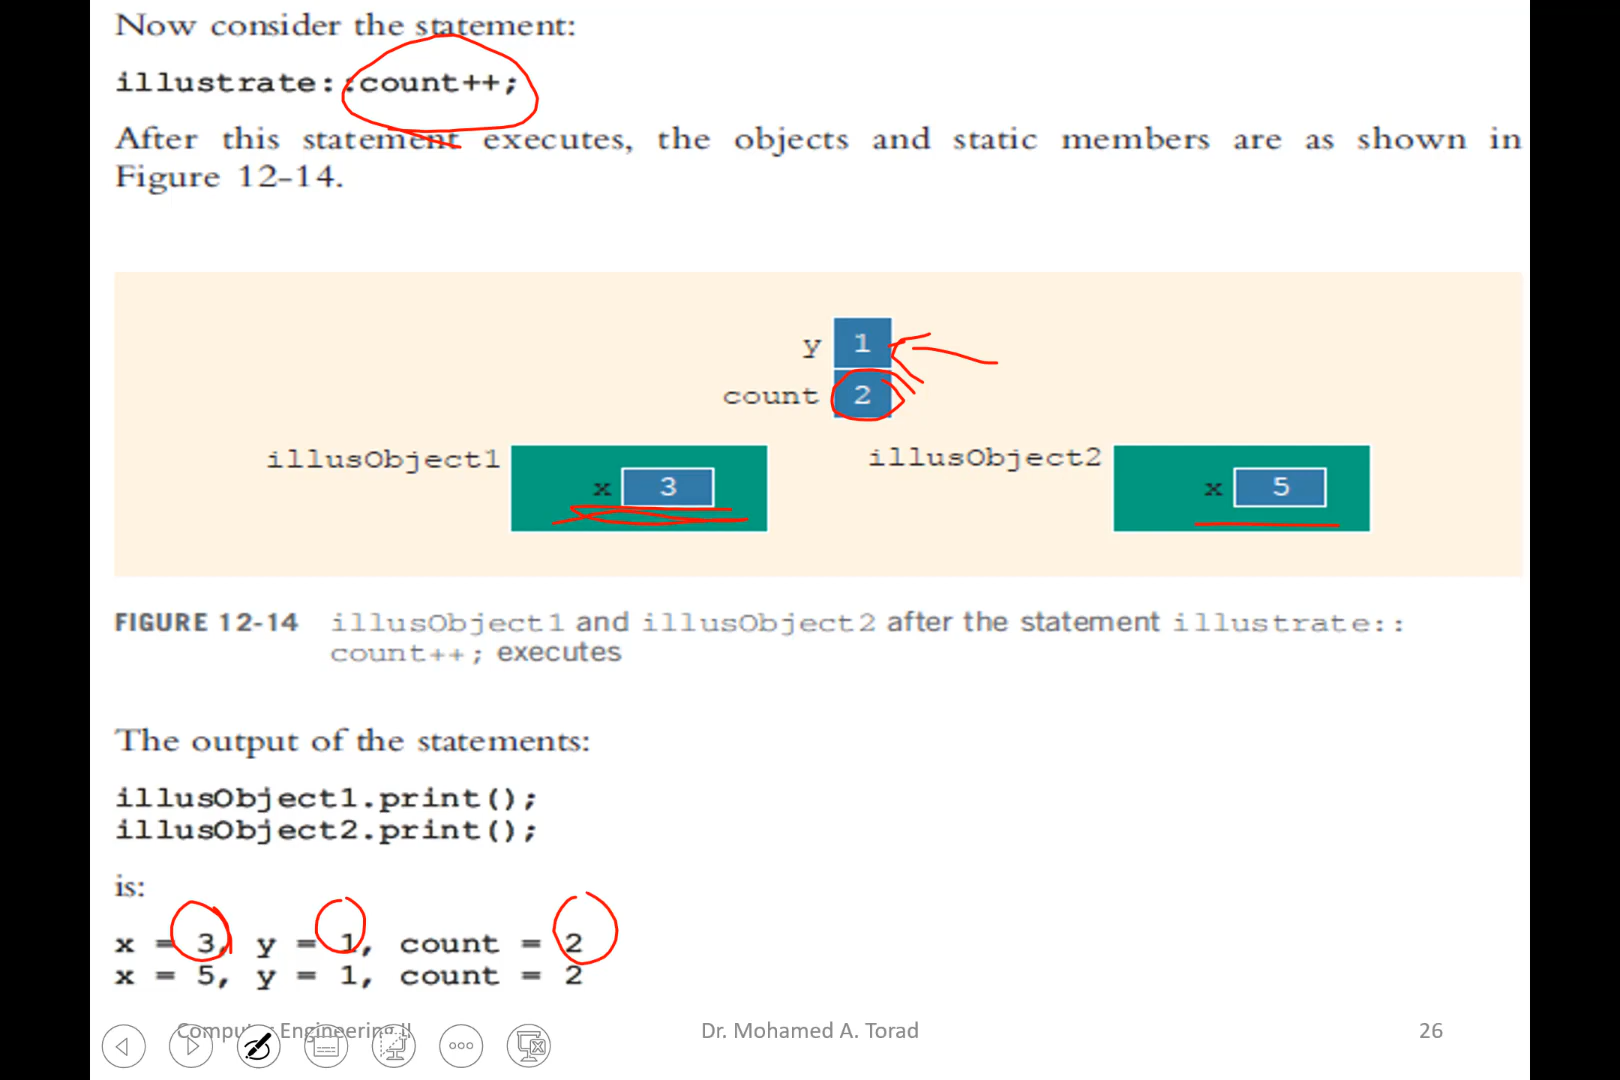 Now consider the statement:
illustrate::count++;
After this statement executes, the objects and static members are as shown in
Figure 12-14.
y 1
count 2
illusObject1 x 3
illusObject2 x 5
FIGURE 12-14 illusObject1 and illusObject2 after the statement illustrate::
count++; executes
The output of the statements:
illusObject1.print();
illusObject2.print();
is:
x = 3, y = 1, count = 2
x = 5, y = 1, count = 2
Computer Engineering II
Dr. Mohamed A. Torad
26